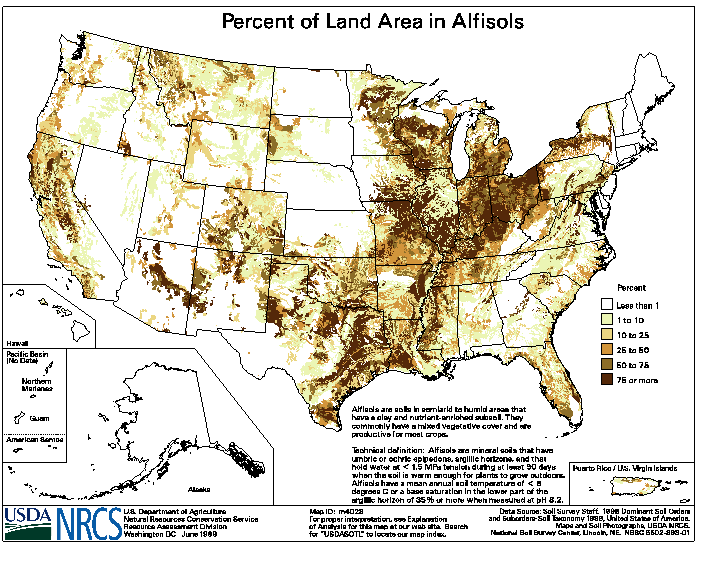 Percent of Land Area in Alfisols
Percent
Less than 1
1 to 10
10 to 25
25 to 50
50 to 75
75 or more
Hawaii
Pacific Basin
(No Data)
Northern
Marianas
Guam
American Samoa
Alaska
Puerto Rico / U.S. Virgin Islands
Alfisols are soils in semiarid to humid areas that
have a clay and nutrient-enriched subsoil. They
commonly have a mixed vegetative cover and are
productive for most crops.
Technical definition: Alfisols are mineral soils that have
umbric or ochric epipedons, argillic horizons, and that
hold water at < 1.5 MPa tension during at least 90 days
when the soil is warm enough for plants to grow outdoors.
Alfisols have a mean annual soil temperature of < 8
degrees C or a base saturation in the lower part of the
argillic horizon of 35% or more when measured at pH 8.2.
USDA
NRCS
U.S. Department of Agriculture
Natural Resources Conservation Service
Resource Assessment Division
Washington DC June 1999
Map ID: m4028
For proper interpretation, see Explanation
of Analysis for this map at our web site. Search
for "USDASOTL" to locate our map index.
Data Source: Soil Survey Staff. 1998 Dominant Soil Orders
and Suborders-Soil Taxonomy 1998, United States of America.
Maps and Soil Photographs, USDA NRCS.
National Soil Survey Center, Lincoln, NE.